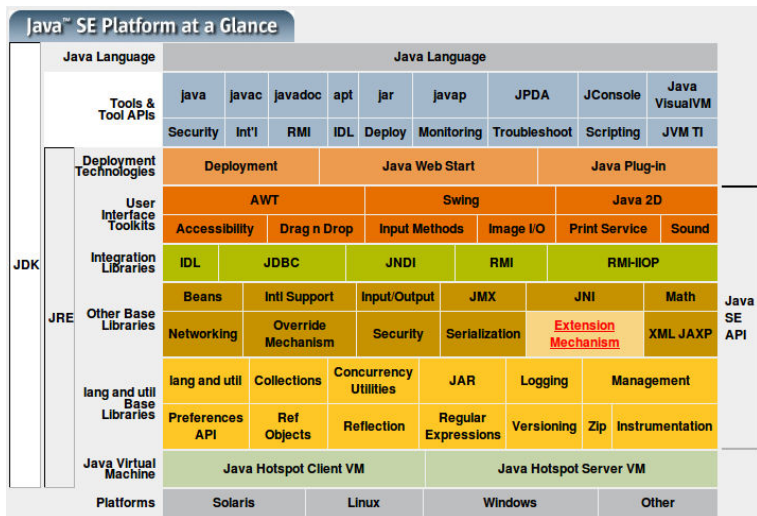 Java™ SE Platform at a Glance
Java Language
Java Language
Tools &
Tool APIs
java javac javadoc apt jar javap JPDA JConsole Java
VisualVM
Security Int'l RMI IDL Deploy Monitoring Troubleshoot Scripting JVM TI
Deployment
Technologies
Deployment Java Web Start Java Plug-in
User
Interface
Toolkits
AWT Swing Java 2D
Accessibility Drag n Drop Input Methods Image I/O Print Service Sound
Integration
Libraries
IDL JDBC JNDI RMI RMI-IIOP
JDK
JRE
Other Base
Libraries
Beans Intl Support Input/Output JMX JNI Math
Networking Override
Mechanism Security Serialization Extension
Mechanism XML JAXP
Java
SE
API
lang and util
Base
Libraries
lang and util Collections Concurrency
Utilities JAR Logging Management
Preferences
API Ref
Objects Reflection Regular
Expressions Versioning Zip Instrumentation
Java Virtual
Machine
Java Hotspot Client VM Java Hotspot Server VM
Platforms
Solaris Linux Windows Other